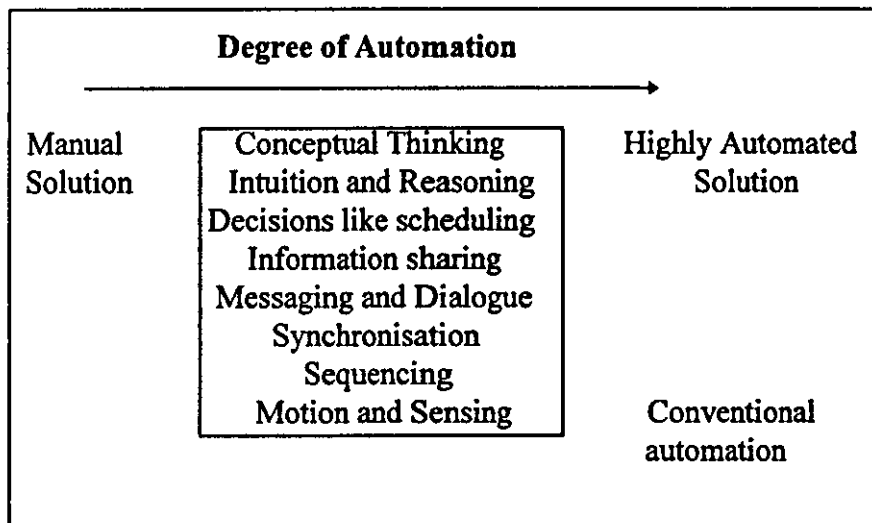 Degree of Automation
Manual
Solution
Conceptual Thinking
Intuition and Reasoning
Decisions like scheduling
Information sharing
Messaging and Dialogue
Synchronisation
Sequencing
Motion and Sensing
Highly Automated
Solution
Conventional
automation